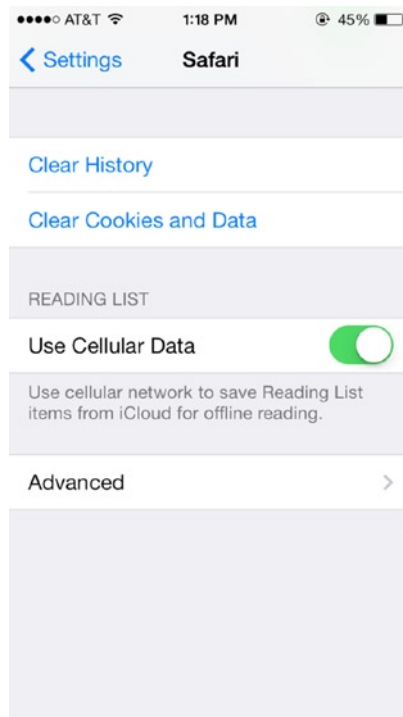 AT&T 1:18 PM 45%
Settings Safari
Clear History
Clear Cookies and Data
READING LIST
Use Cellular Data
Use cellular network to save Reading List
items from iCloud for offline reading.
Advanced